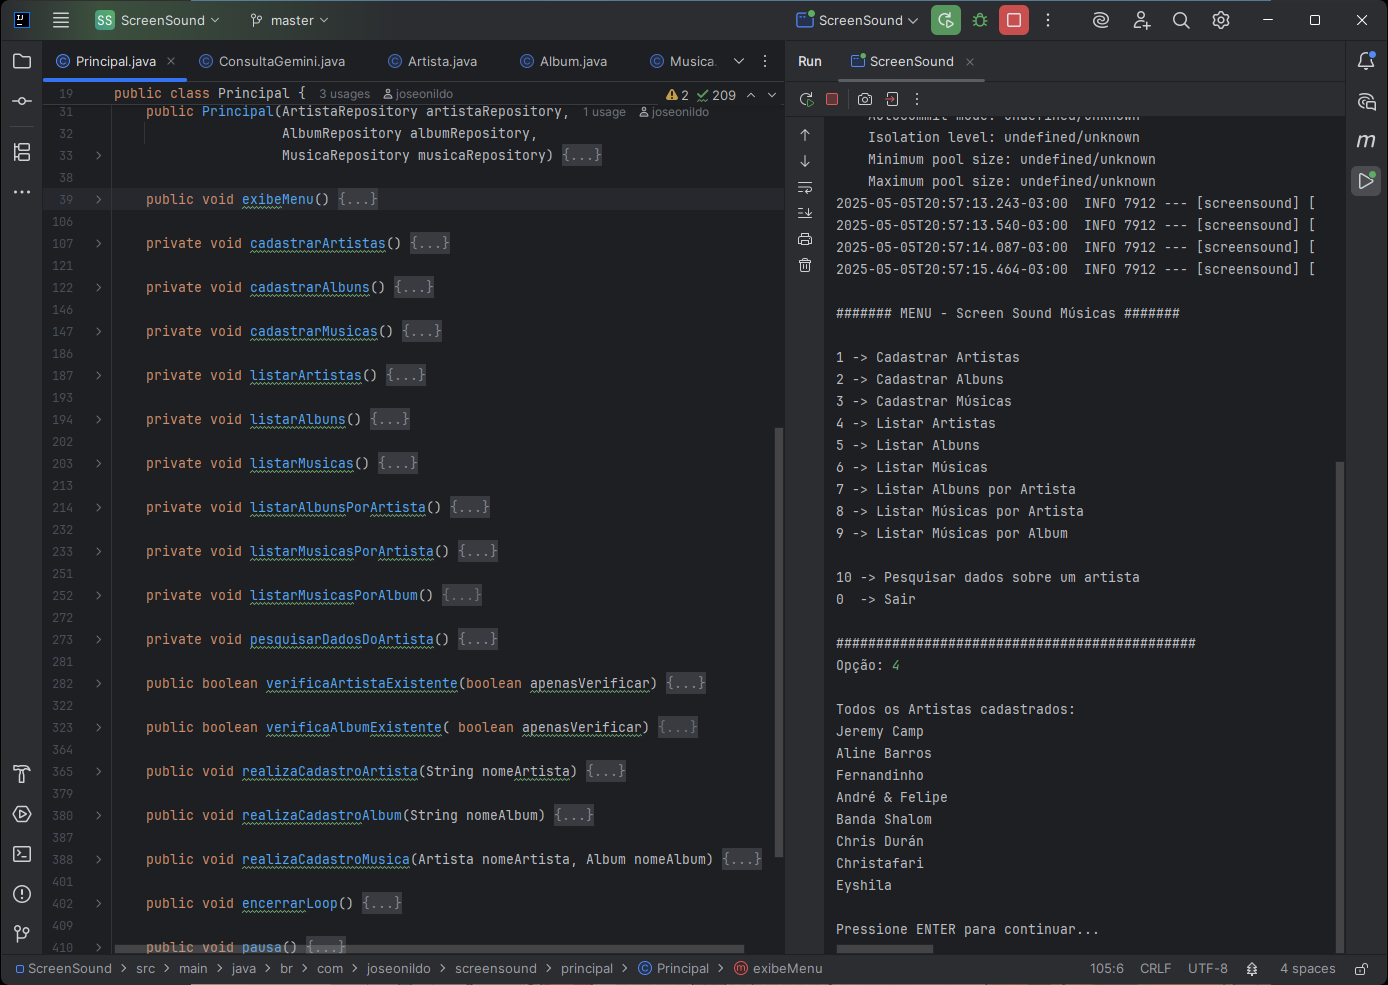 SS ScreenSound master ScreenSound
Principal.java ConsultaGemini.java Artista.java Album.java Musica.
Run ScreenSound
19 public class Principal { 3 usages joseonildo 2 209
31 public Principal(ArtistaRepository artistaRepository, 1 usage joseonildo
32 AlbumRepository albumRepository,
33 MusicaRepository musicaRepository) {...}
38
39 public void exibeMenu() {...}
106
107 private void cadastrarArtistas() {...}
121
122 private void cadastrarAlbuns() {...}
146
147 private void cadastrarMusicas() {...}
186
187 private void listarArtistas() {...}
193
194 private void listarAlbuns() {...}
202
203 private void listarMusicas() {...}
213
214 private void listarAlbunsPorArtista() {...}
232
233 private void listarMusicasPorArtista() {...}
251
252 private void listarMusicasPorAlbum() {...}
272
273 private void pesquisarDadosDoArtista() {...}
281
282 public boolean verificaArtistaExistente(boolean apenasVerificar) {...}
322
323 public boolean verificaAlbumExistente( boolean apenasVerificar) {...}
364
365 public void realizaCadastroArtista(String nomeArtista) {...}
379
380 public void realizaCadastroAlbum(String nomeAlbum) {...}
387
388 public void realizaCadastroMusica(Artista nomeArtista, Album nomeAlbum) {...}
401
402 public void encerrarLoop() {...}
409
410 public void pausa() {...}
Autocommit mode: undefined/unknown
Isolation level: undefined/unknown
Minimum pool size: undefined/unknown
Maximum pool size: undefined/unknown
2025-05-05T20:57:13.243-03:00 INFO 7912 --- [screensound] [
2025-05-05T20:57:13.540-03:00 INFO 7912 --- [screensound] [
2025-05-05T20:57:14.087-03:00 INFO 7912 --- [screensound] [
2025-05-05T20:57:15.464-03:00 INFO 7912 --- [screensound] [
####### MENU - Screen Sound Músicas #######
1 -> Cadastrar Artistas
2 -> Cadastrar Albuns
3 -> Cadastrar Músicas
4 -> Listar Artistas
5 -> Listar Albuns
6 -> Listar Músicas
7 -> Listar Albuns por Artista
8 -> Listar Músicas por Artista
9 -> Listar Músicas por Album
10 -> Pesquisar dados sobre um artista
0 -> Sair
#############################################
Opção: 4
Todos os Artistas cadastrados:
Jeremy Camp
Aline Barros
Fernandinho
André & Felipe
Banda Shalom
Chris Durán
Christafari
Eyshila
Pressione ENTER para continuar...
ScreenSound > src > main > java > br > com > joseonildo > screensound > principal > Principal > exibeMenu 105:6 CRLF UTF-8 4 spaces